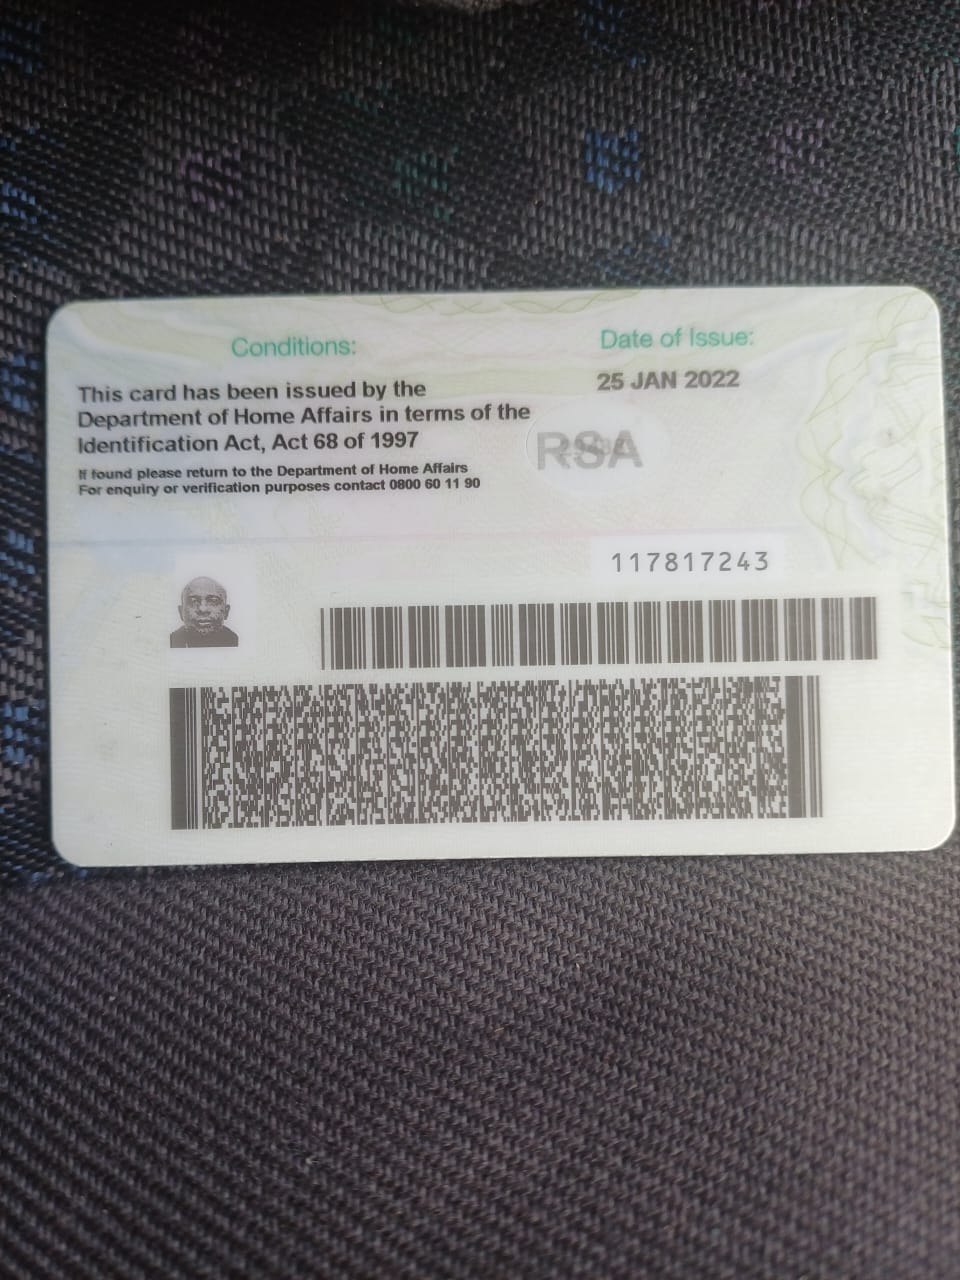 Conditions:
This card has been issued by the
Department of Home Affairs in terms of the
Identification Act, Act 68 of 1997
If found please return to the Department of Home Affairs
For enquiry or verification purposes contact 0800 60 11 90
Date of Issue:
25 JAN 2022
RSA
117817243